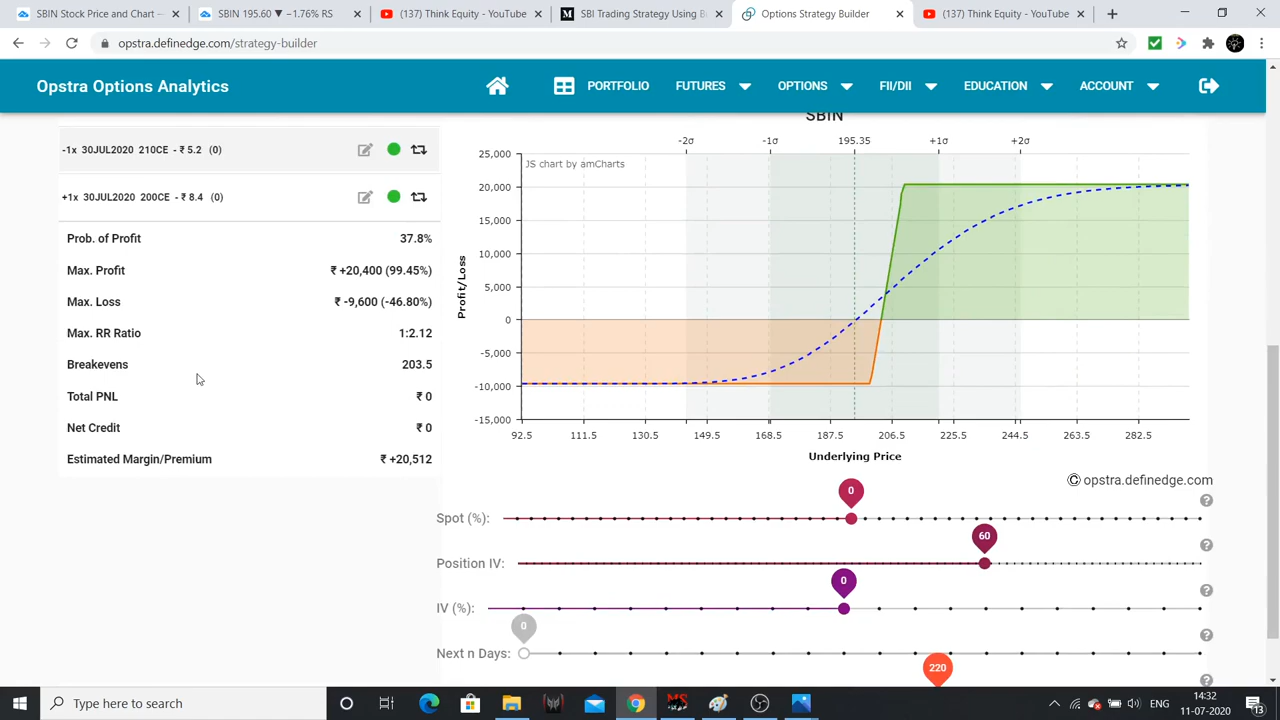 SBIN Stock Price and Chart —
SBIN 195.60 ▼ −1.76% RS
(137) Think Equity - YouTube
SBI Trading Strategy Using B
Options Strategy Builder
(137) Think Equity - YouTube
opstra.definedge.com/strategy-builder
Opstra Options Analytics
PORTFOLIO
FUTURES
OPTIONS
FII/DII
EDUCATION
ACCOUNT
-1x 30JUL2020 210CE - ₹ 5.2 (0)
+1x 30JUL2020 200CE - ₹ 8.4 (0)
Prob. of Profit 37.8%
Max. Profit ₹ +20,400 (99.45%)
Max. Loss ₹ -9,600 (-46.80%)
Max. RR Ratio 1:2.12
Breakevens 203.5
Total PNL ₹ 0
Net Credit ₹ 0
Estimated Margin/Premium ₹ +20,512
SBIN
-2σ -1σ 195.35 +1σ +2σ
JS chart by amCharts
25,000
20,000
15,000
10,000
5,000
0
-5,000
-10,000
-15,000
Profit/Loss
92.5 111.5 130.5 149.5 168.5 187.5 206.5 225.5 244.5 263.5 282.5
Underlying Price
© opstra.definedge.com
0
Spot (%):
60
Position IV:
0
IV (%):
0
Next n Days:
220
Type here to search
ENG
14:32
11-07-2020
13